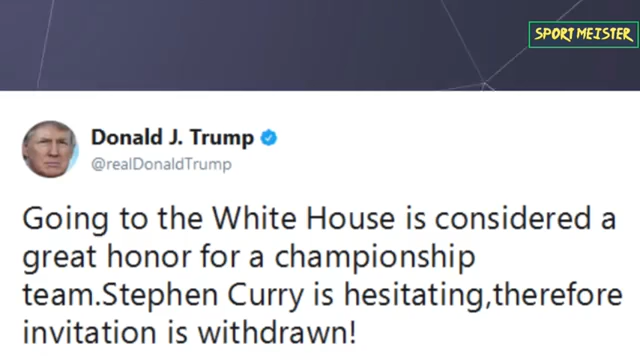 SPORT MEISTER
Donald J. Trump
@realDonaldTrump
Going to the White House is considered a
great honor for a championship
team.Stephen Curry is hesitating,therefore
invitation is withdrawn!